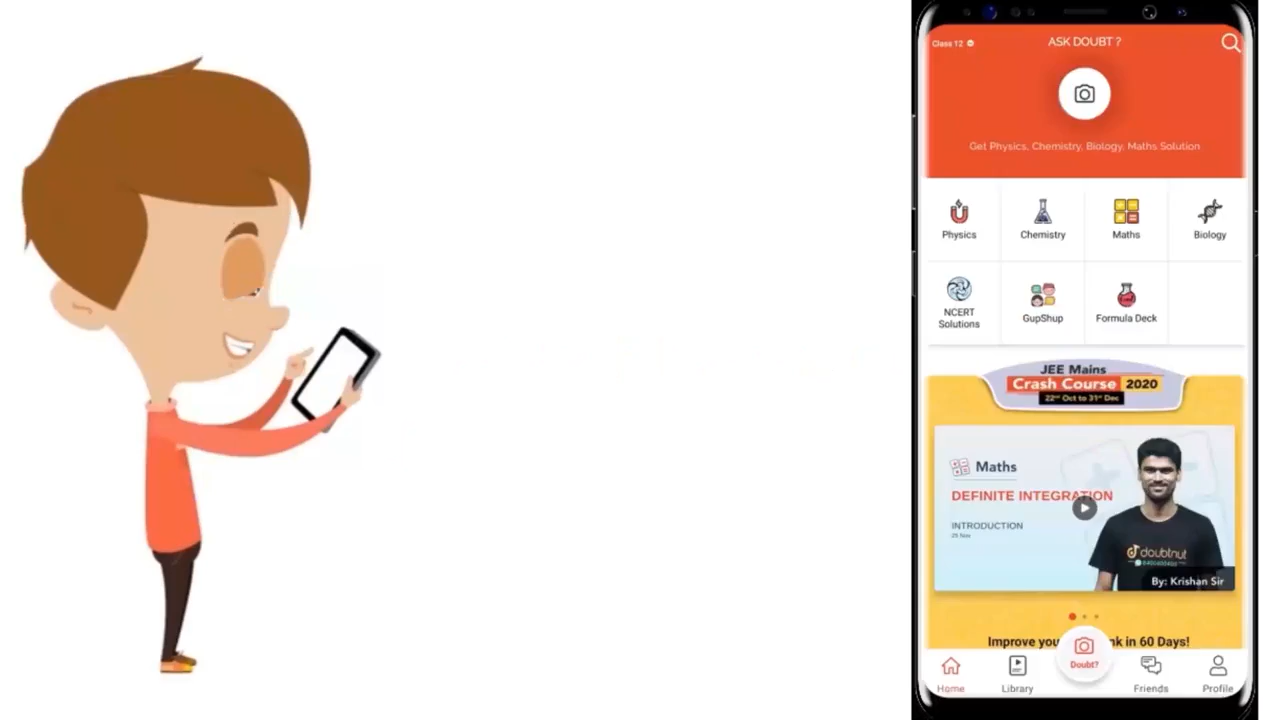 Class 12
ASK DOUBT ?
Get Physics, Chemistry, Biology, Maths Solution
Physics
Chemistry
Maths
Biology
NCERT
Solutions
GupShup
Formula Deck
JEE Mains
Crash Course 2020
22nd Oct to 31st Dec
Maths
DEFINITE INTEGRATION
INTRODUCTION
doubtnut
By: Krishan Sir
Improve you nk in 60 Days!
Doubt?
Home
Library
Friends
Profile